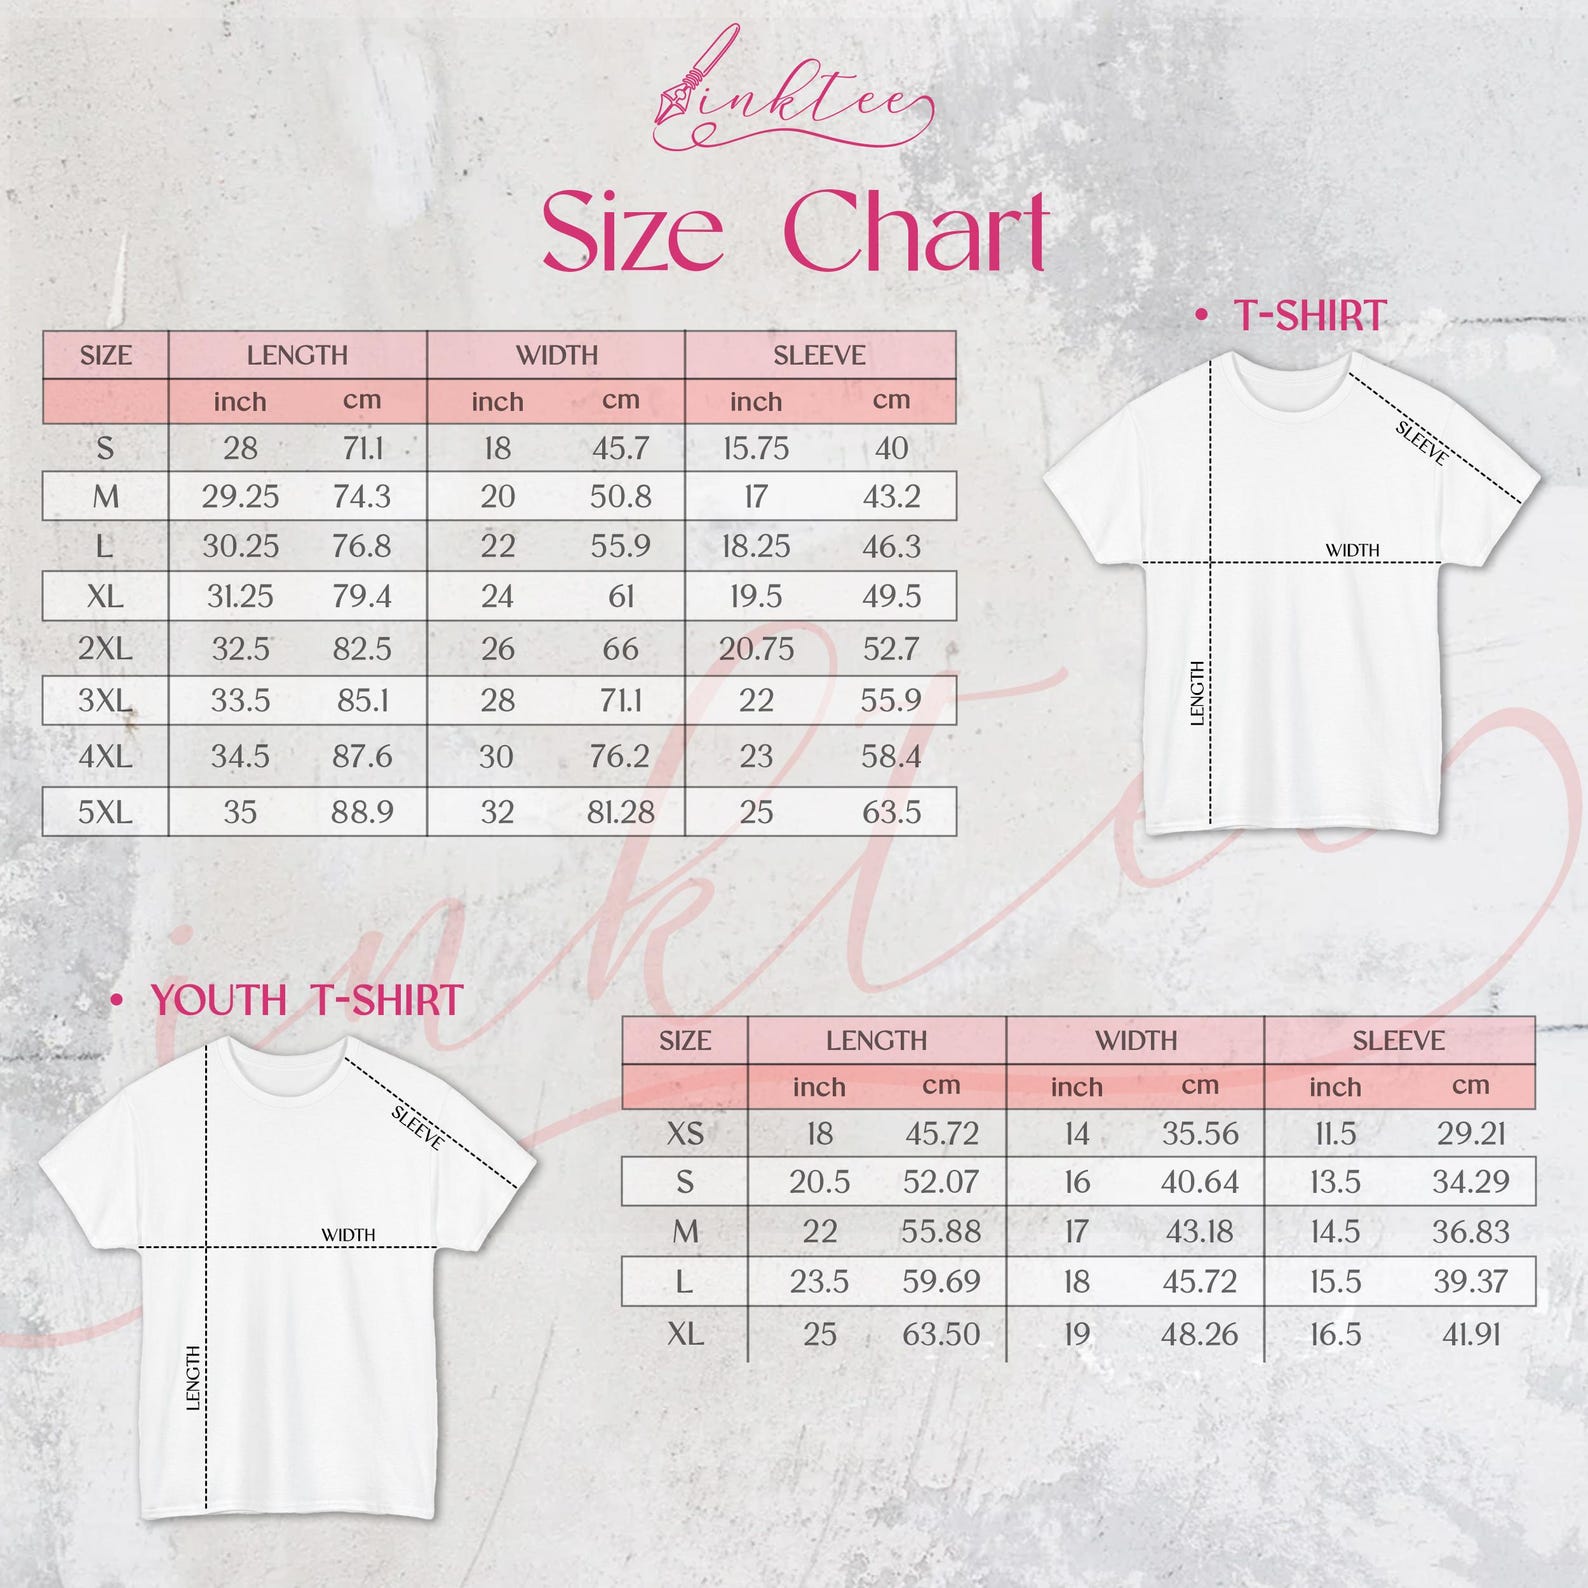 inktee
Size Chart
• T-SHIRT
SIZE LENGTH WIDTH SLEEVE
inch cm inch cm inch cm
S 28 71.1 18 45.7 15.75 40
M 29.25 74.3 20 50.8 17 43.2
L 30.25 76.8 22 55.9 18.25 46.3
XL 31.25 79.4 24 61 19.5 49.5
2XL 32.5 82.5 26 66 20.75 52.7
3XL 33.5 85.1 28 71.1 22 55.9
4XL 34.5 87.6 30 76.2 23 58.4
5XL 35 88.9 32 81.28 25 63.5
SLEEVE
WIDTH
LENGTH
inktee
• YOUTH T-SHIRT
SLEEVE
WIDTH
LENGTH
SIZE LENGTH WIDTH SLEEVE
inch cm inch cm inch cm
XS 18 45.72 14 35.56 11.5 29.21
S 20.5 52.07 16 40.64 13.5 34.29
M 22 55.88 17 43.18 14.5 36.83
L 23.5 59.69 18 45.72 15.5 39.37
XL 25 63.50 19 48.26 16.5 41.91